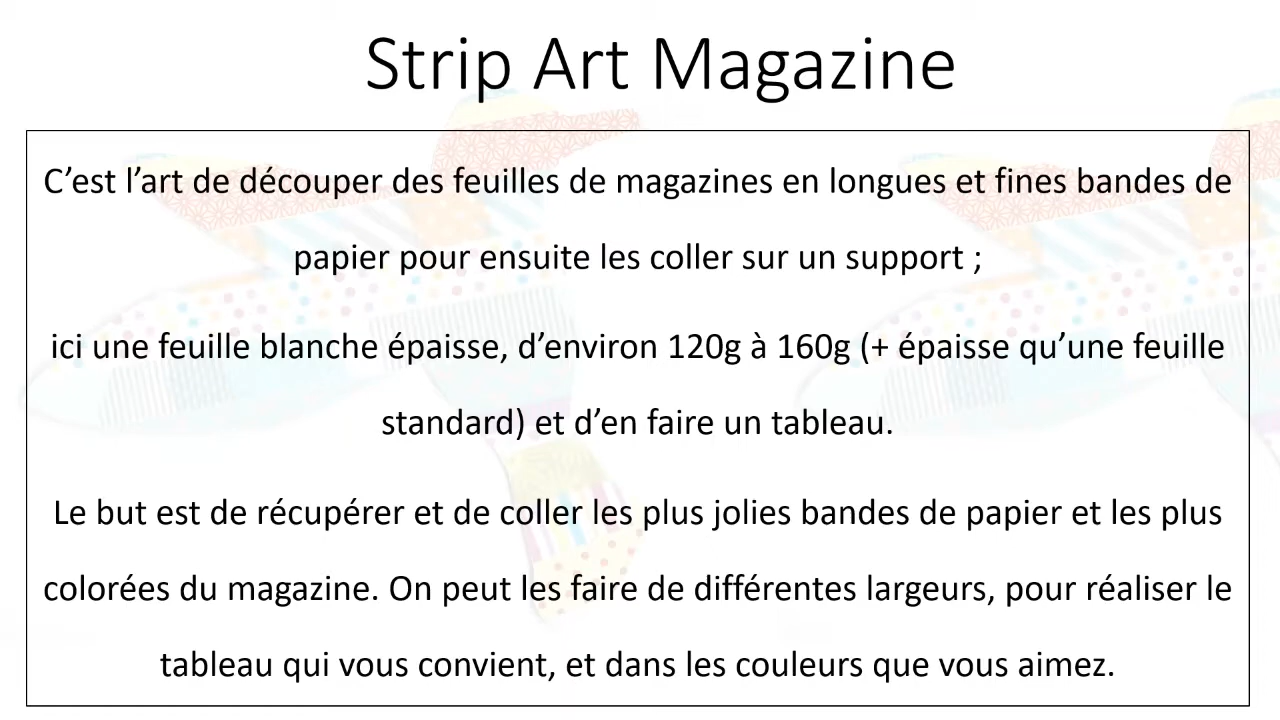 Strip Art Magazine
C’est l’art de découper des feuilles de magazines en longues et fines bandes de
papier pour ensuite les coller sur un support ;
ici une feuille blanche épaisse, d’environ 120g à 160g (+ épaisse qu’une feuille
standard) et d’en faire un tableau.
Le but est de récupérer et de coller les plus jolies bandes de papier et les plus
colorées du magazine. On peut les faire de différentes largeurs, pour réaliser le
tableau qui vous convient, et dans les couleurs que vous aimez.